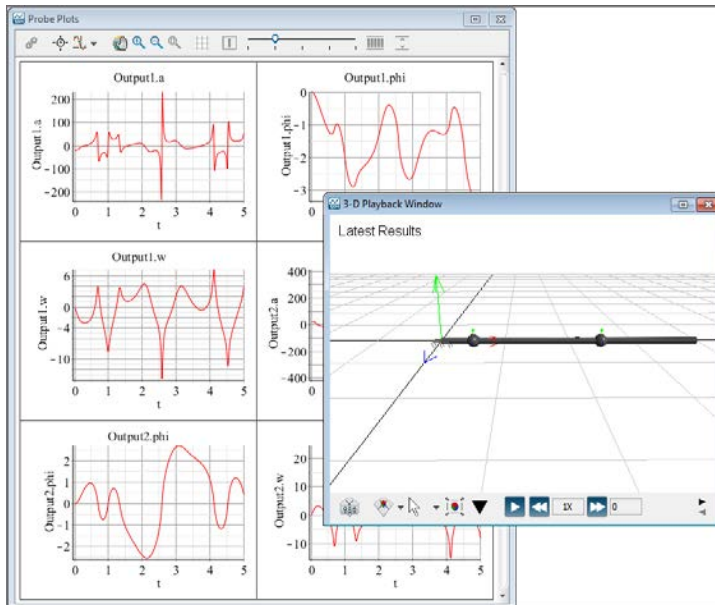 Probe Plots
Output1.a
Output1.a
200
100
0
-100
-200
0 1 2 3 4 5
t
Output1.phi
Output1.phi
0
-1
-2
-3
3-D Playback Window
Latest Results
Output1.w
Output1.w
6
0
-4
-10
0 1 2 3 4 5
t
Output2.a
400
200
0
-200
-400
0
Output2.phi
Output2.phi
2
1
0
-1
-2
0 1 2 3 4 5
t
Output2.w
20
-10
0 1 2 3 4 5
t
1X
0